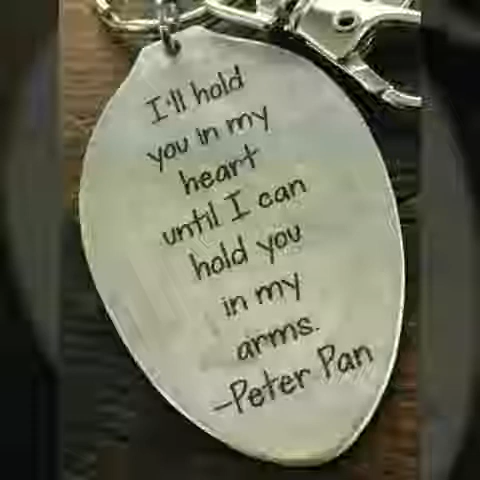 I'll hold
you in my
heart
until I can
hold you
in my
arms.
-Peter Pan